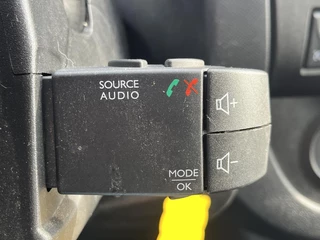 SOURCE
AUDIO
+
-
MODE
OK